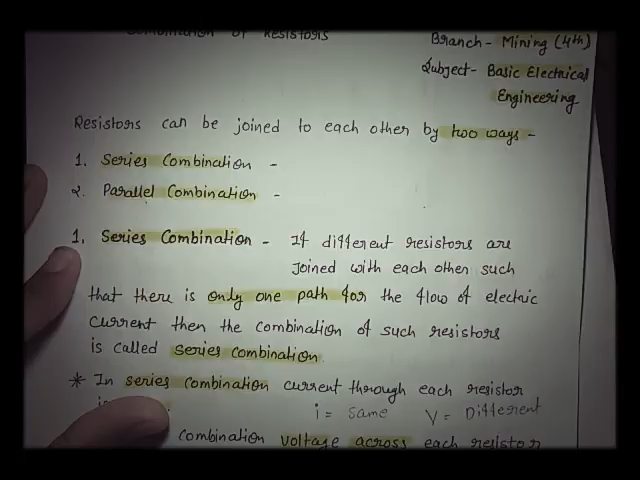 Combination of Resistors
Branch- Mining (4th)
Subject- Basic Electrical
Engineering
Resistors can be joined to each other by two ways -
1. Series Combination -
2. Parallel Combination -
1. Series Combination - If different resistors are
Joined with each other such
that there is only one path for the flow of electric
current then the combination of such resistors
is called series combination
* In series combination current through each resistor
i = same V = Different
combination voltage across each resistor